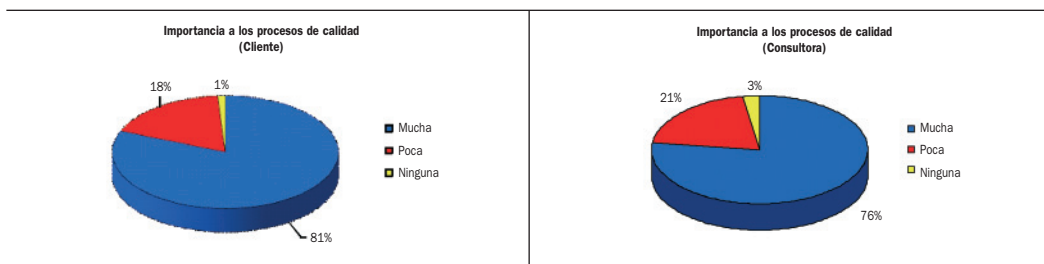 Importancia a los procesos de calidad
(Cliente)
18%
1%
Mucha
Poca
Ninguna
81%
Importancia a los procesos de calidad
(Consultora)
21%
3%
Mucha
Poca
Ninguna
76%